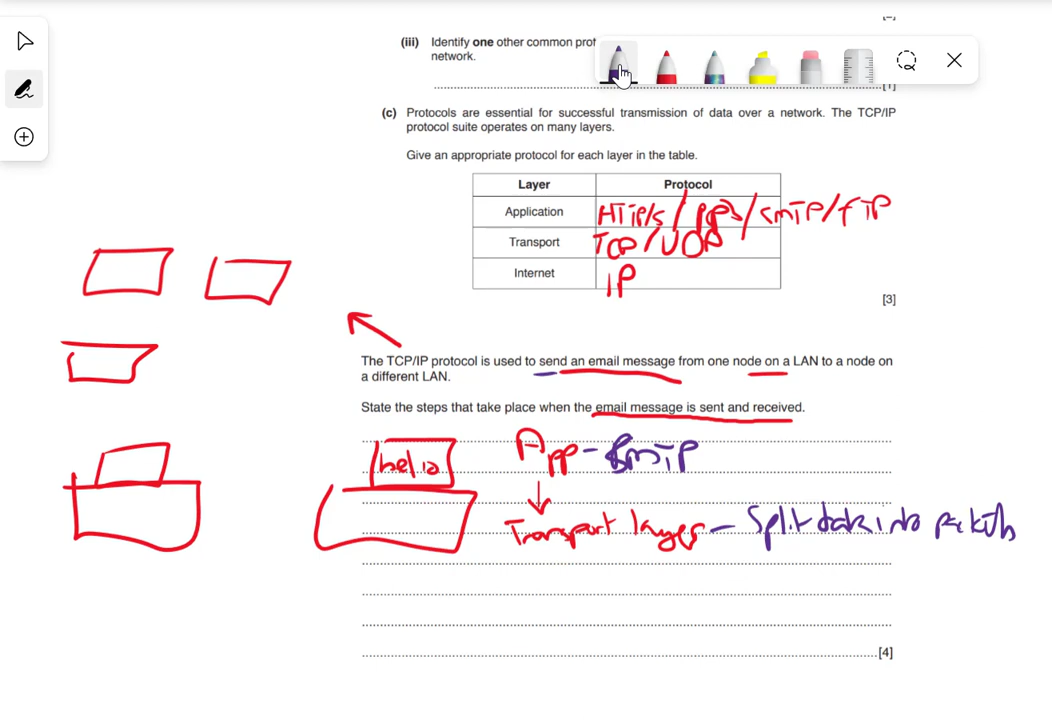 (iii) Identify one other common prot
network.
[1]
(c) Protocols are essential for successful transmission of data over a network. The TCP/IP
protocol suite operates on many layers.
Give an appropriate protocol for each layer in the table.
Layer Protocol
Application HTTP/s / POP3 / SMTP / FTP
Transport TCP / UDP
Internet IP
[3]
The TCP/IP protocol is used to send an email message from one node on a LAN to a node on
a different LAN.
State the steps that take place when the email message is sent and received.
hello App - SMTP
Transport layer - Split data into packets
[4]